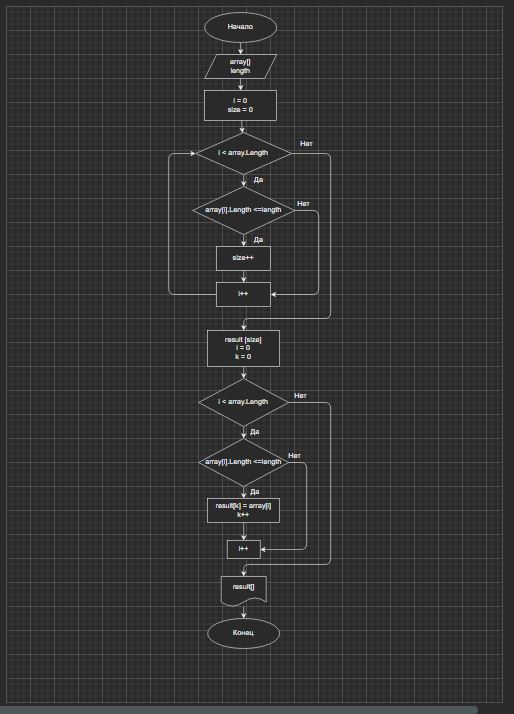 Начало
array[]
length
i = 0
size = 0
i < array.Length
Нет
Да
array[i].Length <=length
Нет
Да
size++
i++
result [size]
i = 0
k = 0
i < array.Length
Нет
Да
array[i].Length <=length
Нет
Да
result[k] = array[i]
k++
i++
result[]
Конец